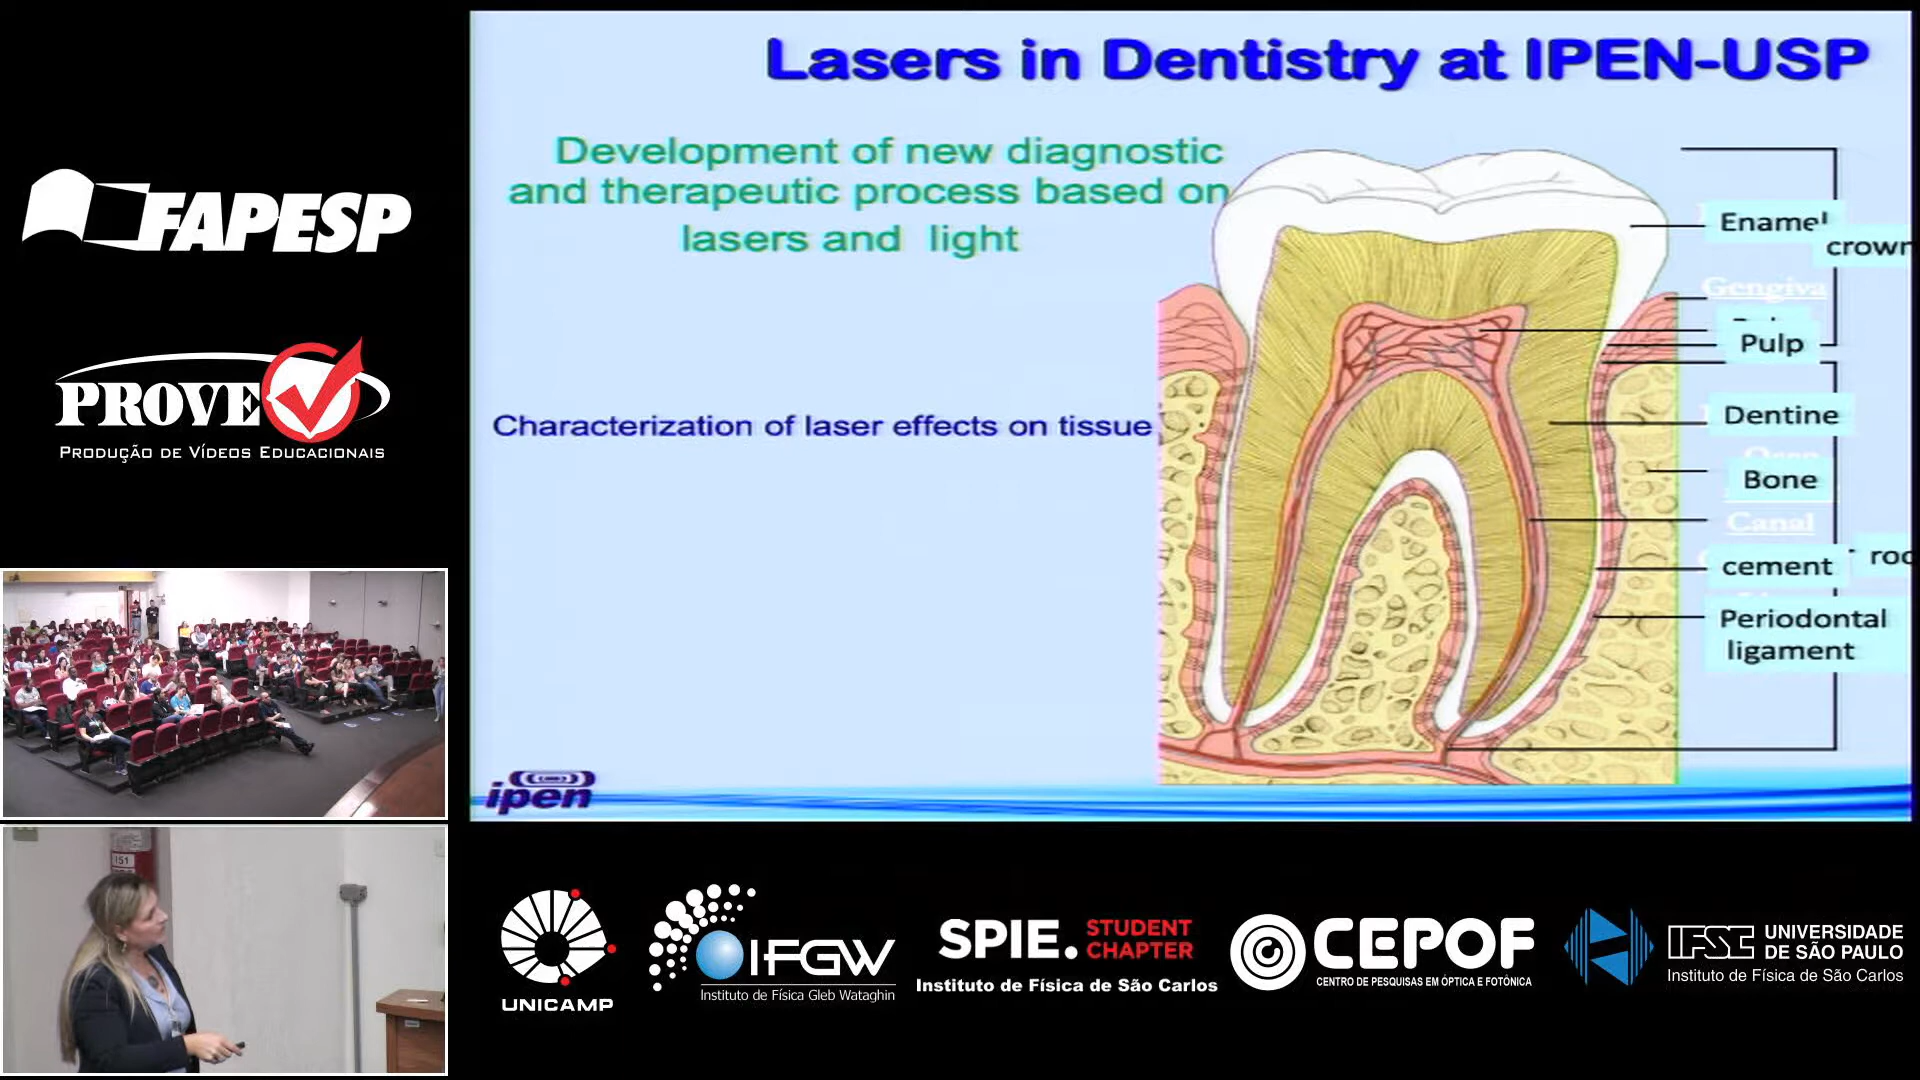 Lasers in Dentistry at IPEN-USP
Development of new diagnostic
and therapeutic process based on
lasers and light
Characterization of laser effects on tissue
Enamel
crown
Gengiva
Pulp
Dentine
Bone
Canal
cement
Periodontal
ligament
ipen
FAPESP
PROVE
PRODUÇÃO DE VÍDEOS EDUCACIONAIS
151
UNICAMP
IFGW
Instituto de Física Gleb Wataghin
SPIE. STUDENT
CHAPTER
Instituto de Física de São Carlos
CEPOF
CENTRO DE PESQUISAS EM ÓPTICA E FOTÔNICA
IFSC UNIVERSIDADE
DE SÃO PAULO
Instituto de Física de São Carlos